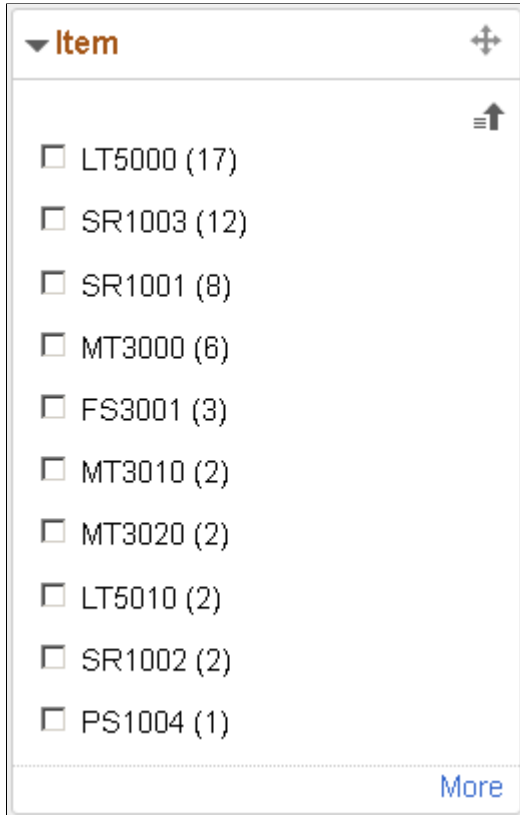 Item
LT5000 (17)
SR1003 (12)
SR1001 (8)
MT3000 (6)
FS3001 (3)
MT3010 (2)
MT3020 (2)
LT5010 (2)
SR1002 (2)
PS1004 (1)
More